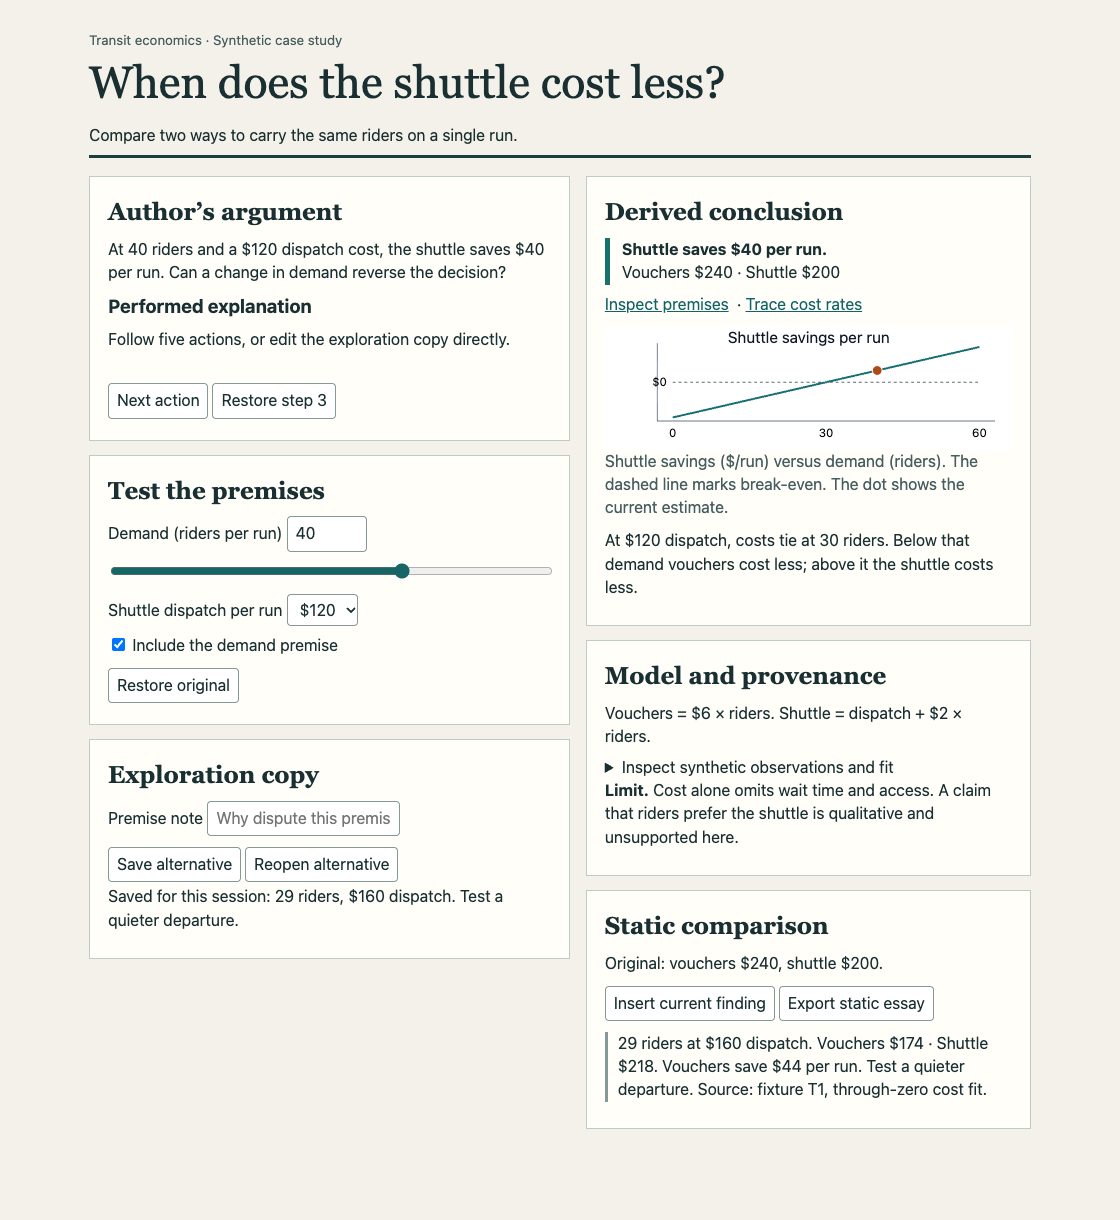 Transit economics · Synthetic case study
When does the shuttle cost less?
Compare two ways to carry the same riders on a single run.
Author’s argument
At 40 riders and a $120 dispatch cost, the shuttle saves $40
per run. Can a change in demand reverse the decision?
Performed explanation
Follow five actions, or edit the exploration copy directly.
Next action
Restore step 3
Test the premises
Demand (riders per run) 40
Shuttle dispatch per run $120
Include the demand premise
Restore original
Exploration copy
Premise note Why dispute this premis
Save alternative
Reopen alternative
Saved for this session: 29 riders, $160 dispatch. Test a
quieter departure.
Derived conclusion
Shuttle saves $40 per run.
Vouchers $240 · Shuttle $200
Inspect premises · Trace cost rates
Shuttle savings per run
$0
0 30 60
Shuttle savings ($/run) versus demand (riders). The
dashed line marks break-even. The dot shows the
current estimate.
At $120 dispatch, costs tie at 30 riders. Below that
demand vouchers cost less; above it the shuttle costs
less.
Model and provenance
Vouchers = $6 × riders. Shuttle = dispatch + $2 ×
riders.
Inspect synthetic observations and fit
Limit. Cost alone omits wait time and access. A claim
that riders prefer the shuttle is qualitative and
unsupported here.
Static comparison
Original: vouchers $240, shuttle $200.
Insert current finding
Export static essay
29 riders at $160 dispatch. Vouchers $174 · Shuttle
$218. Vouchers save $44 per run. Test a quieter
departure. Source: fixture T1, through-zero cost fit.